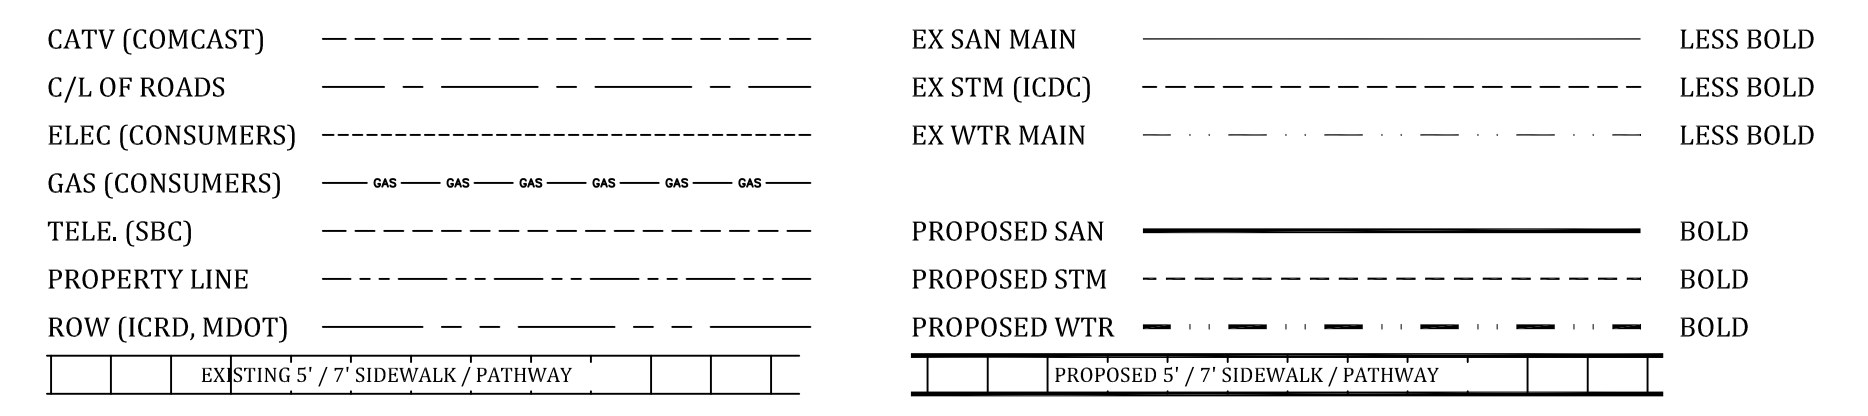 CATV (COMCAST)
C/L OF ROADS
ELEC (CONSUMERS)
GAS (CONSUMERS) GAS GAS GAS GAS GAS GAS
TELE. (SBC)
PROPERTY LINE
ROW (ICRD, MDOT)
EXISTING 5' / 7' SIDEWALK / PATHWAY
EX SAN MAIN LESS BOLD
EX STM (ICDC) LESS BOLD
EX WTR MAIN LESS BOLD
PROPOSED SAN BOLD
PROPOSED STM BOLD
PROPOSED WTR BOLD
PROPOSED 5' / 7' SIDEWALK / PATHWAY